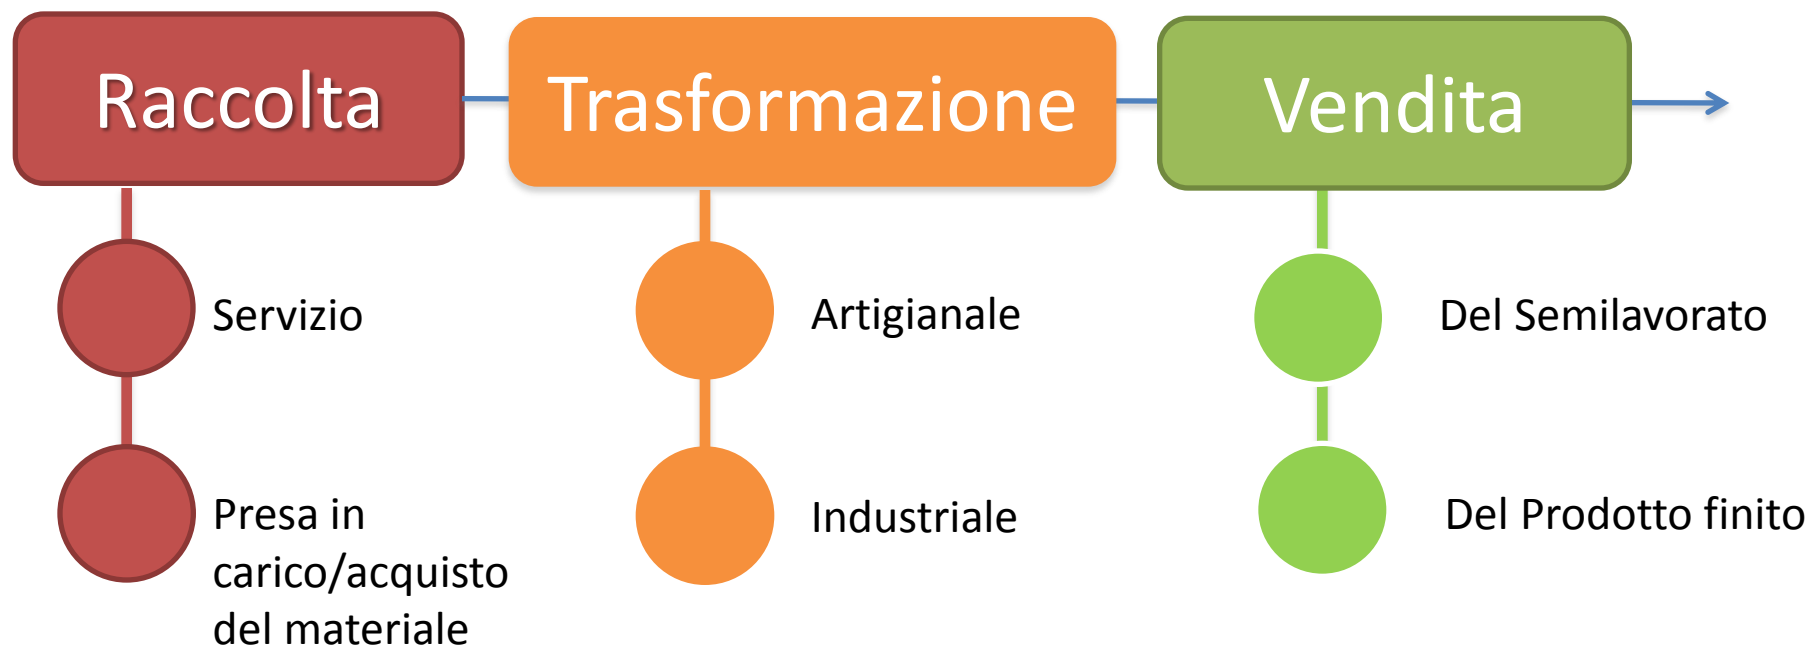 Raccolta
Trasformazione
Vendita
Servizio
Presa in
carico/acquisto
del materiale
Artigianale
Industriale
Del Semilavorato
Del Prodotto finito